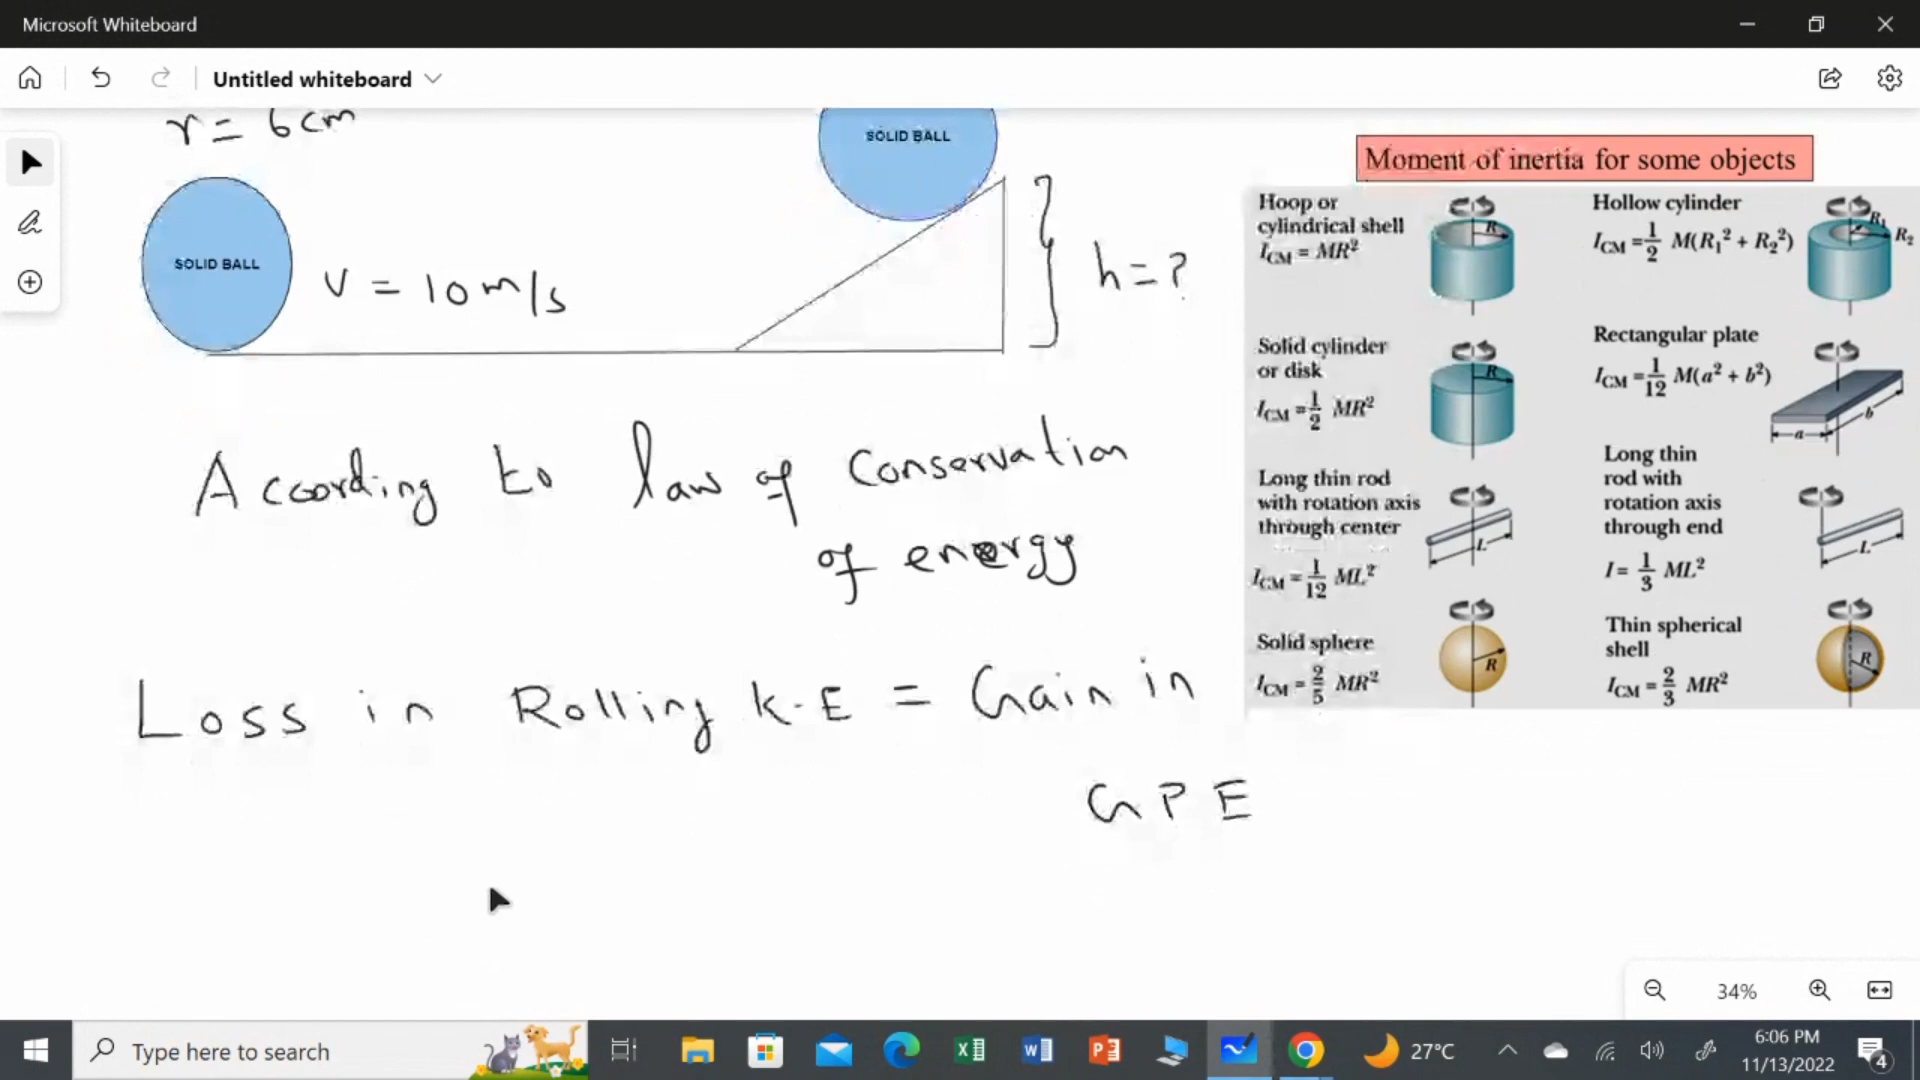 Microsoft Whiteboard
Untitled whiteboard
r = 6cm
SOLID BALL
SOLID BALL
V = 10 m/s
h = ?
According to law of conservation
of energy
Loss in Rolling K.E = Gain in
GPE
Moment of inertia for some objects
Hoop or
cylindrical shell
I_CM = MR²
R
Hollow cylinder
I_CM = 1/2 M(R₁² + R₂²)
R₁
R₂
Solid cylinder
or disk
I_CM = 1/2 MR²
R
Rectangular plate
I_CM = 1/12 M(a² + b²)
a
b
Long thin rod
with rotation axis
through center
I_CM = 1/12 ML²
L
Long thin
rod with
rotation axis
through end
I = 1/3 ML²
L
Solid sphere
I_CM = 2/5 MR²
R
Thin spherical
shell
I_CM = 2/3 MR²
R
34%
Type here to search
27°C
6:06 PM
11/13/2022
4